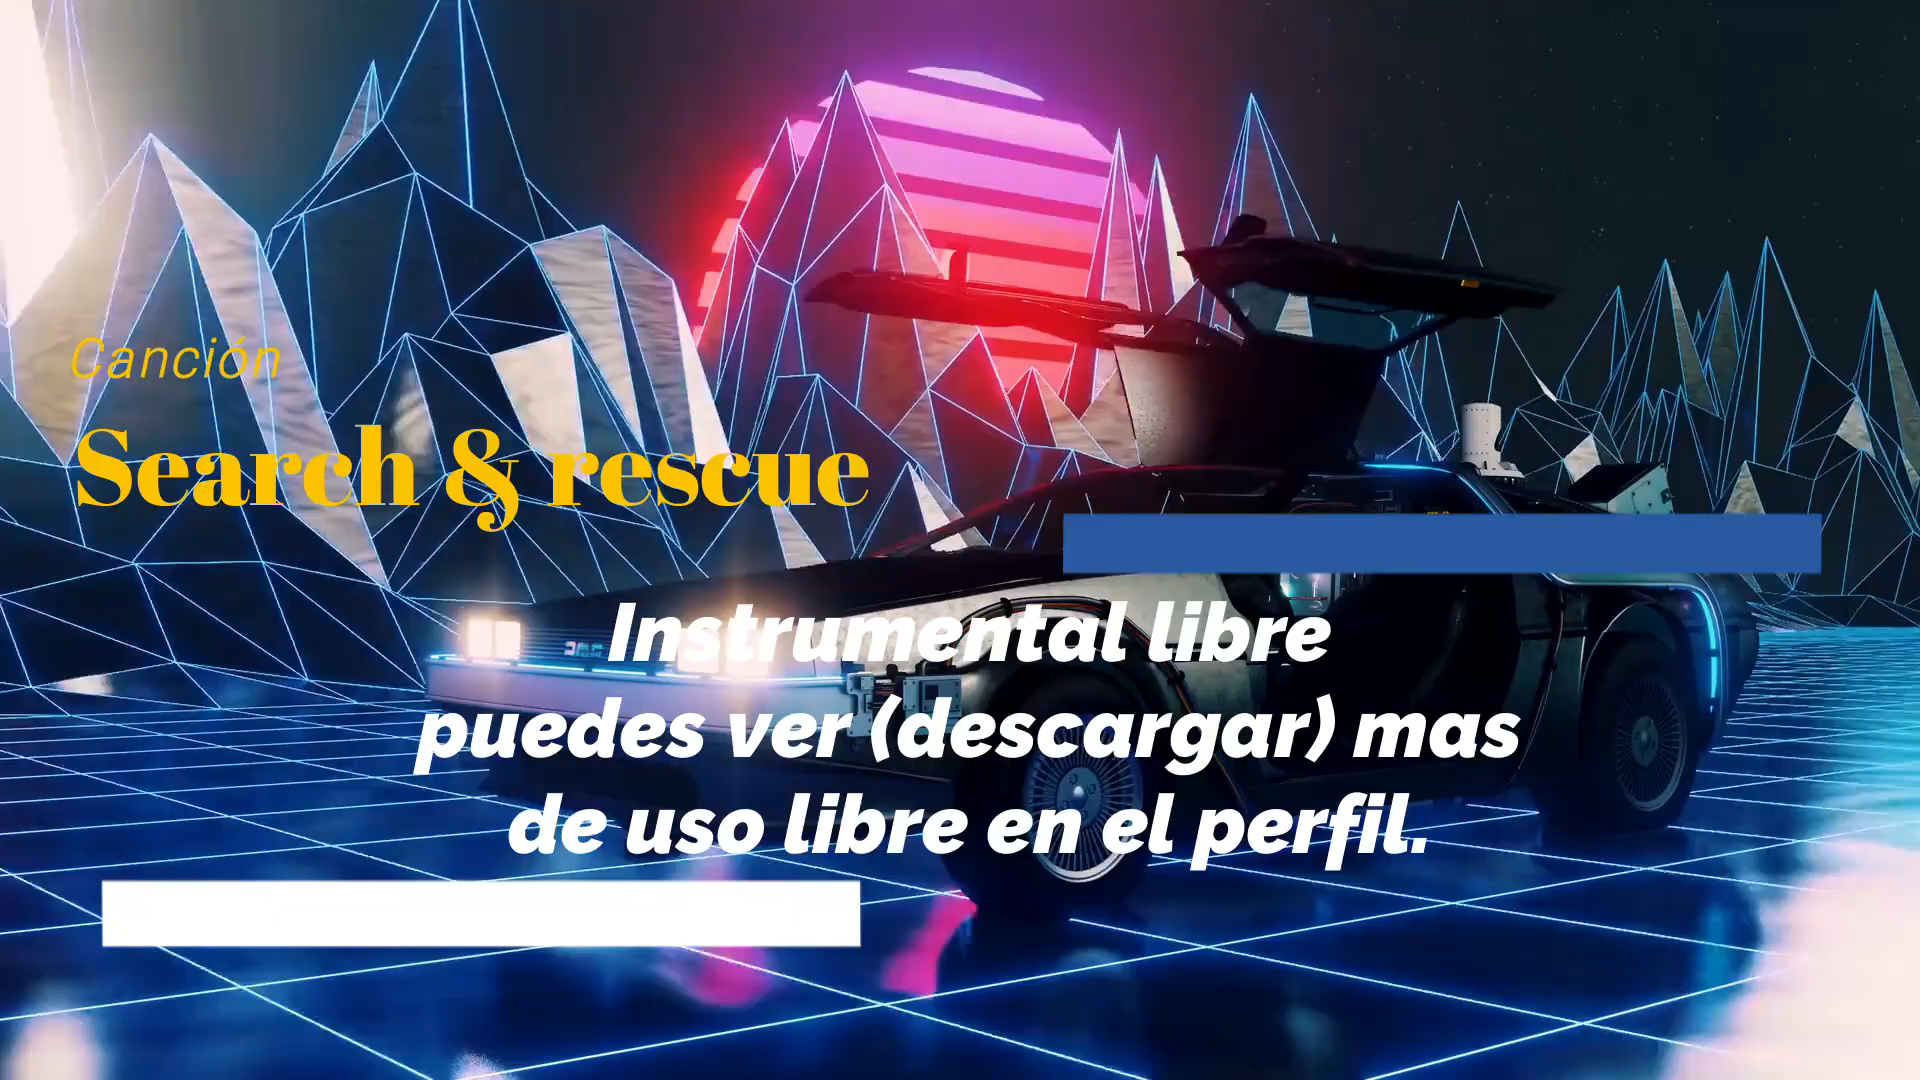 Canción
Search & rescue
Instrumental libre
puedes ver (descargar) mas
de uso libre en el perfil.